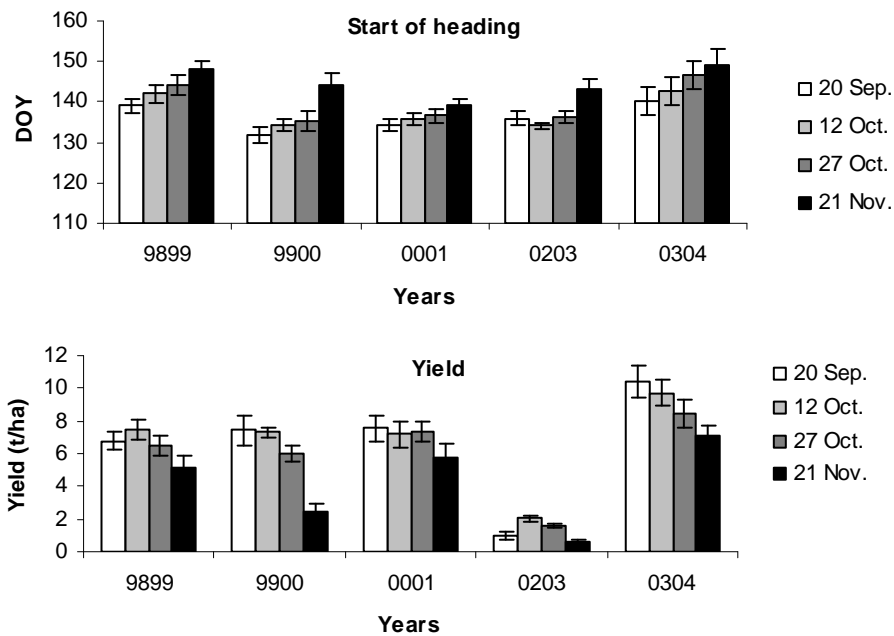 Start of heading
160
150
140
130
120
110
DOY
9899 9900 0001 0203 0304
Years
20 Sep.
12 Oct.
27 Oct.
21 Nov.
Yield
12
10
8
6
4
2
0
Yield (t/ha)
9899 9900 0001 0203 0304
Years
20 Sep.
12 Oct.
27 Oct.
21 Nov.